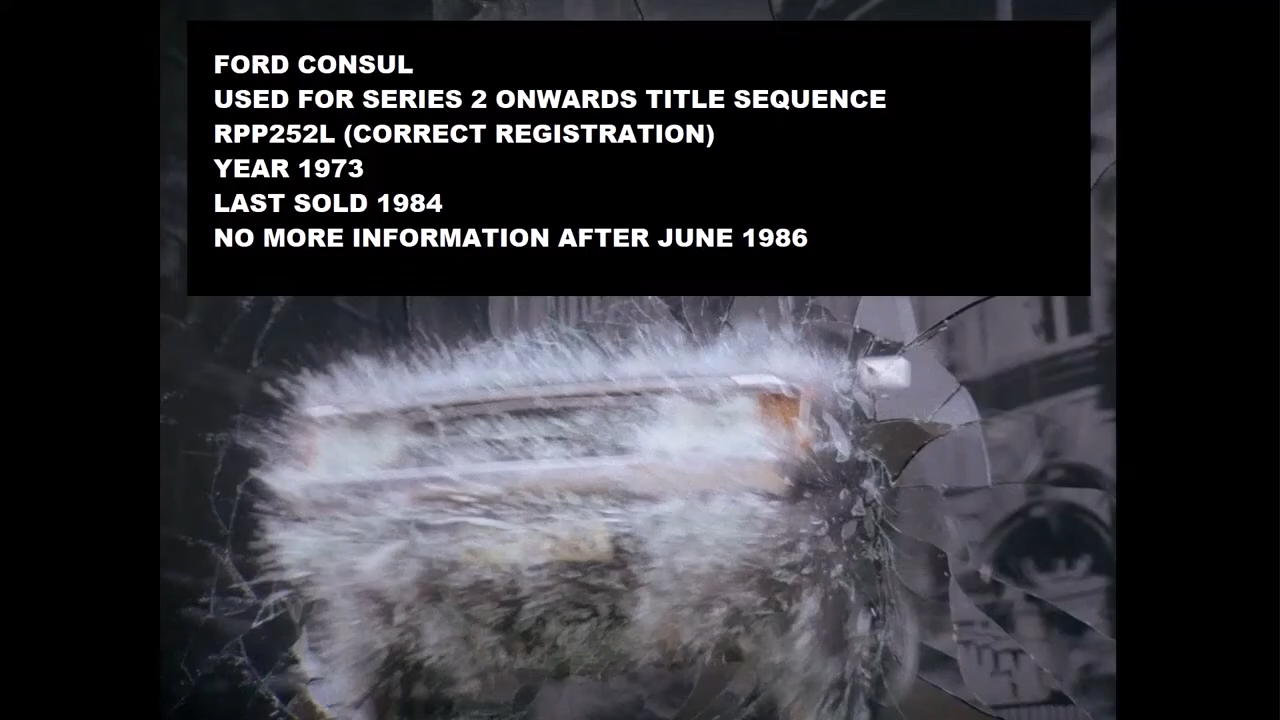 FORD CONSUL
USED FOR SERIES 2 ONWARDS TITLE SEQUENCE
RPP252L (CORRECT REGISTRATION)
YEAR 1973
LAST SOLD 1984
NO MORE INFORMATION AFTER JUNE 1986